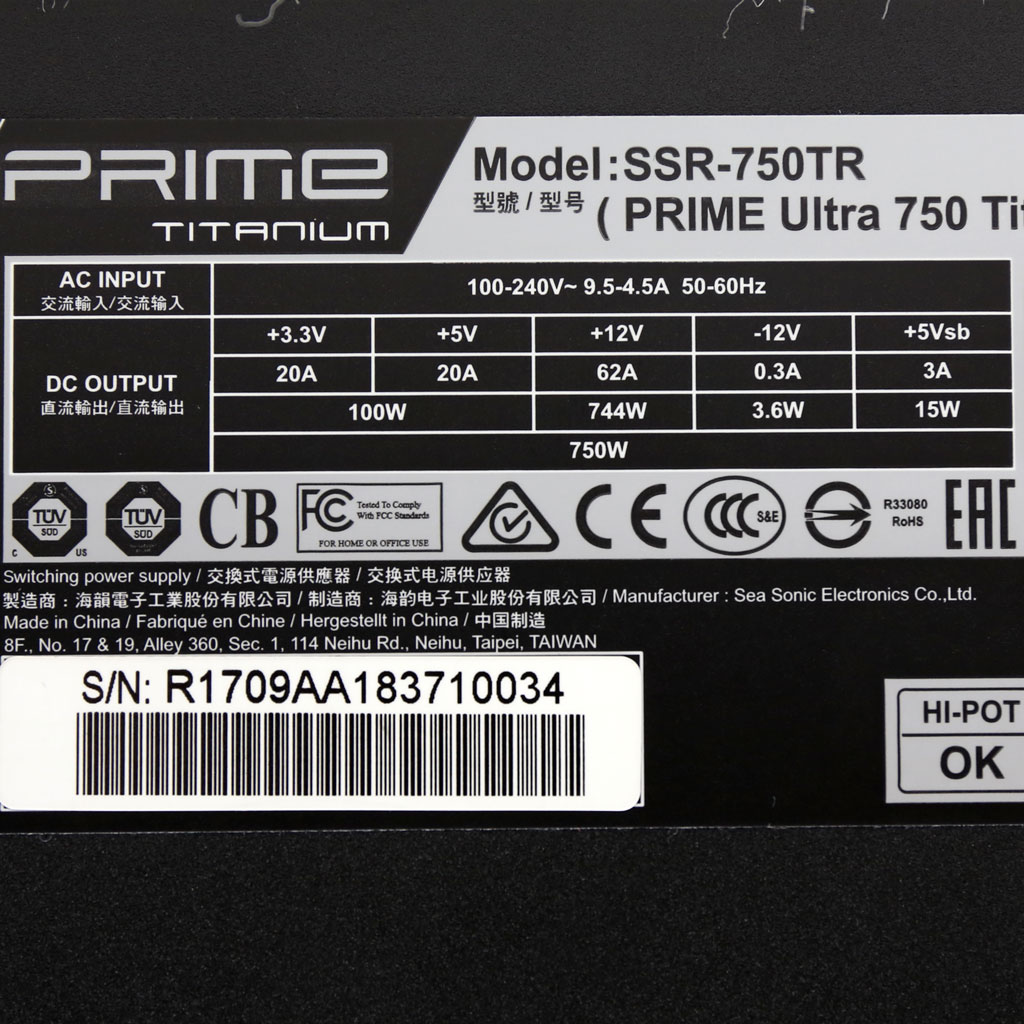 PRIME
TITANIUM
Model:SSR-750TR
型號 / 型号
( PRIME Ultra 750
AC INPUT
交流輸入/交流输入
100-240V~ 9.5-4.5A 50-60Hz
DC OUTPUT
直流輸出/直流输出
+3.3V +5V +12V -12V +5Vsb
20A 20A 62A 0.3A 3A
100W 744W 3.6W 15W
750W
TÜV
SÜD
C US
TÜV
SÜD
CB
FC
Tested To Comply
With FCC Standards
FOR HOME OR OFFICE USE
CE
CCC
S&E
R33080
RoHS
EAC
Switching power supply / 交換式電源供應器 / 交换式电源供应器
製造商 : 海韻電子工業股份有限公司 / 制造商 : 海韵电子工业股份有限公司 / Manufacturer : Sea Sonic Electronics Co.,Ltd.
Made in China / Fabriqué en Chine / Hergestellt in China / 中国制造
8F., No. 17 & 19, Alley 360, Sec. 1, 114 Neihu Rd., Neihu, Taipei, TAIWAN
S/N: R1709AA183710034
HI-POT
OK